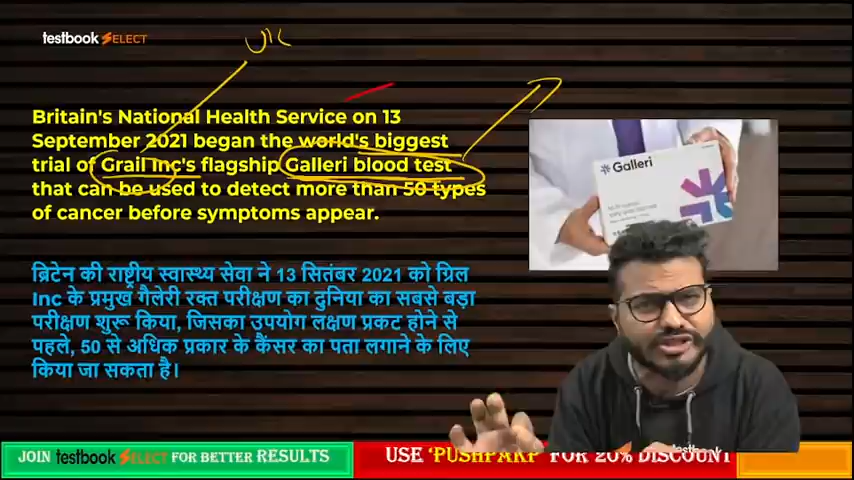 testbook SELECT
UK
Britain's National Health Service on 13
September 2021 began the world's biggest
trial of Grail Inc's flagship Galleri blood test
that can be used to detect more than 50 types
of cancer before symptoms appear.
Galleri
ब्रिटेन की राष्ट्रीय स्वास्थ्य सेवा ने 13 सितंबर 2021 को ग्रिल
Inc के प्रमुख गैलेरी रक्त परीक्षण का दुनिया का सबसे बड़ा
परीक्षण शुरू किया, जिसका उपयोग लक्षण प्रकट होने से
पहले, 50 से अधिक प्रकार के कैंसर का पता लगाने के लिए
किया जा सकता है।
testbook
JOIN testbook SELECT FOR BETTER RESULTS
USE 'PUSHPAKP' FOR 20% DISCOUNT